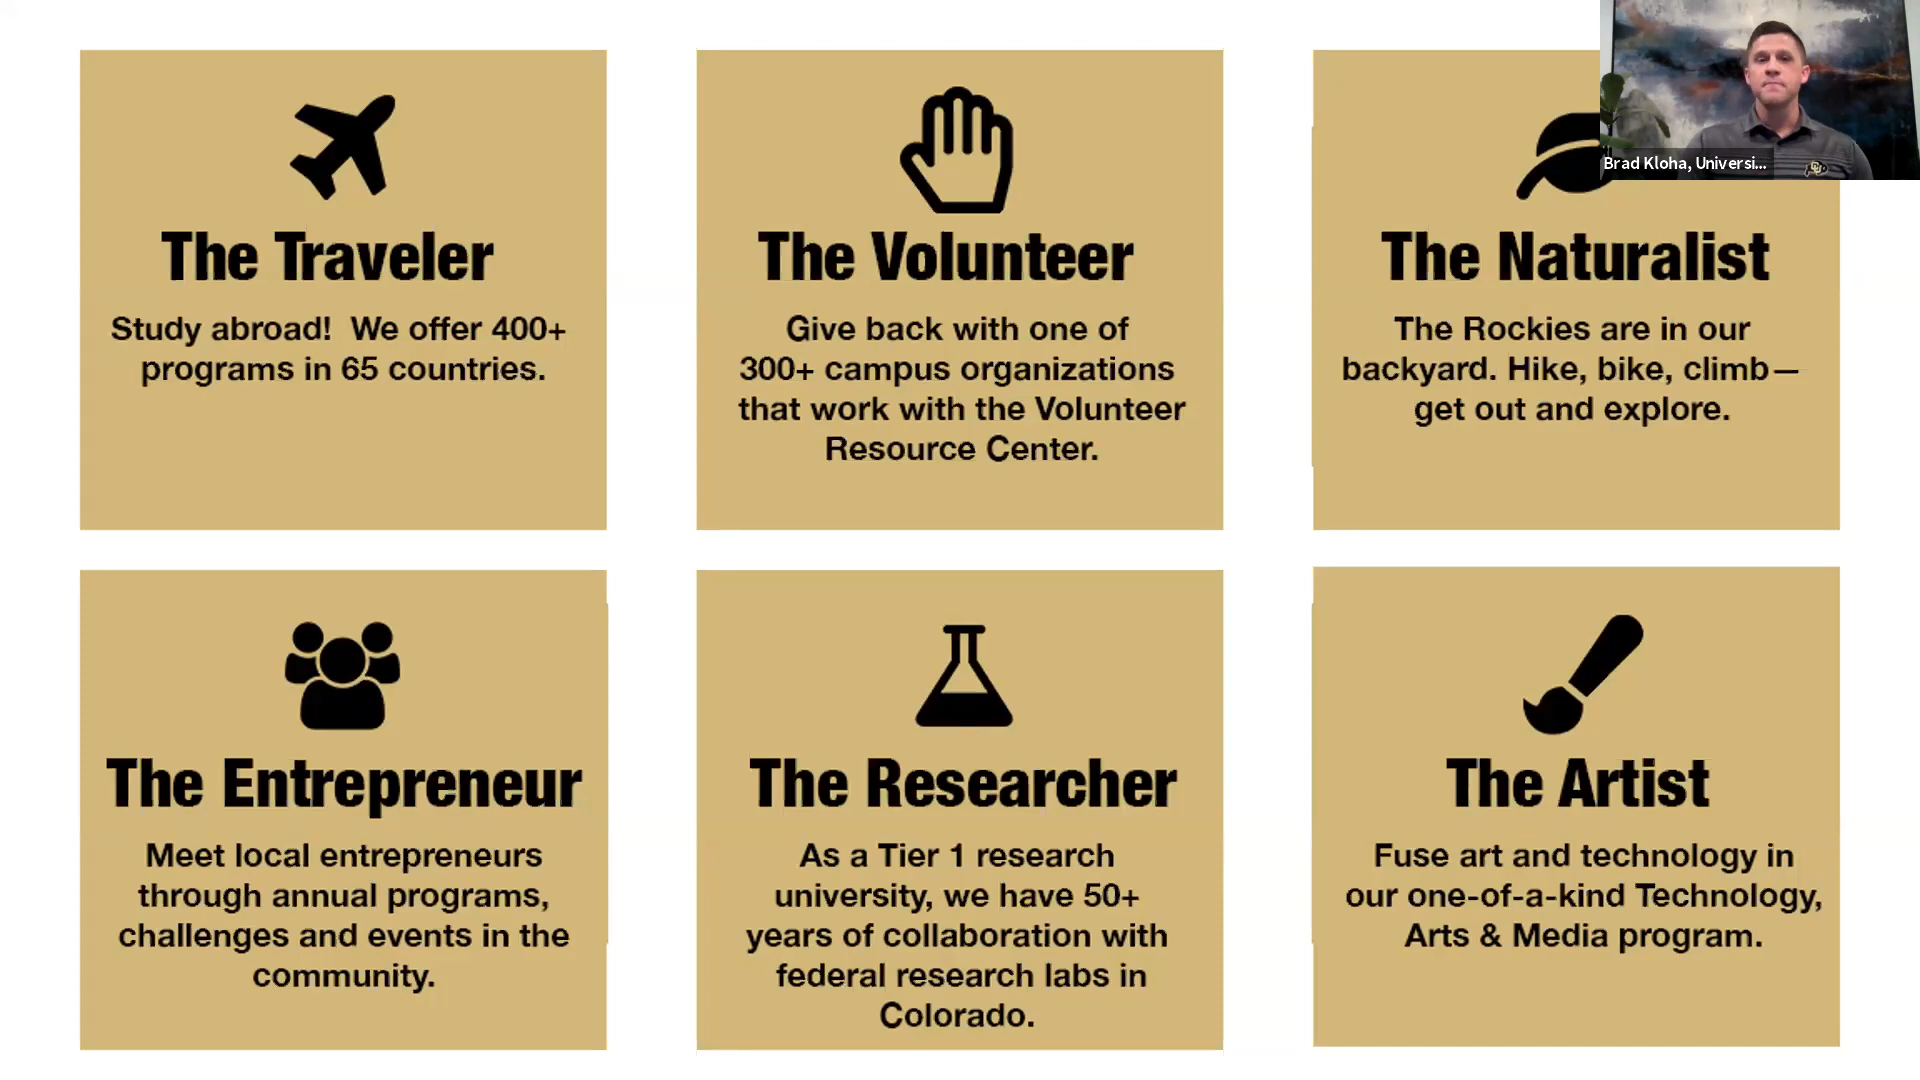 The Traveler
Study abroad!  We offer 400+
programs in 65 countries.
The Volunteer
Give back with one of
300+ campus organizations
that work with the Volunteer
Resource Center.
The Naturalist
The Rockies are in our
backyard. Hike, bike, climb—
get out and explore.
Brad Kloha, Universi...
CU
The Entrepreneur
Meet local entrepreneurs
through annual programs,
challenges and events in the
community.
The Researcher
As a Tier 1 research
university, we have 50+
years of collaboration with
federal research labs in
Colorado.
The Artist
Fuse art and technology in
our one-of-a-kind Technology,
Arts & Media program.